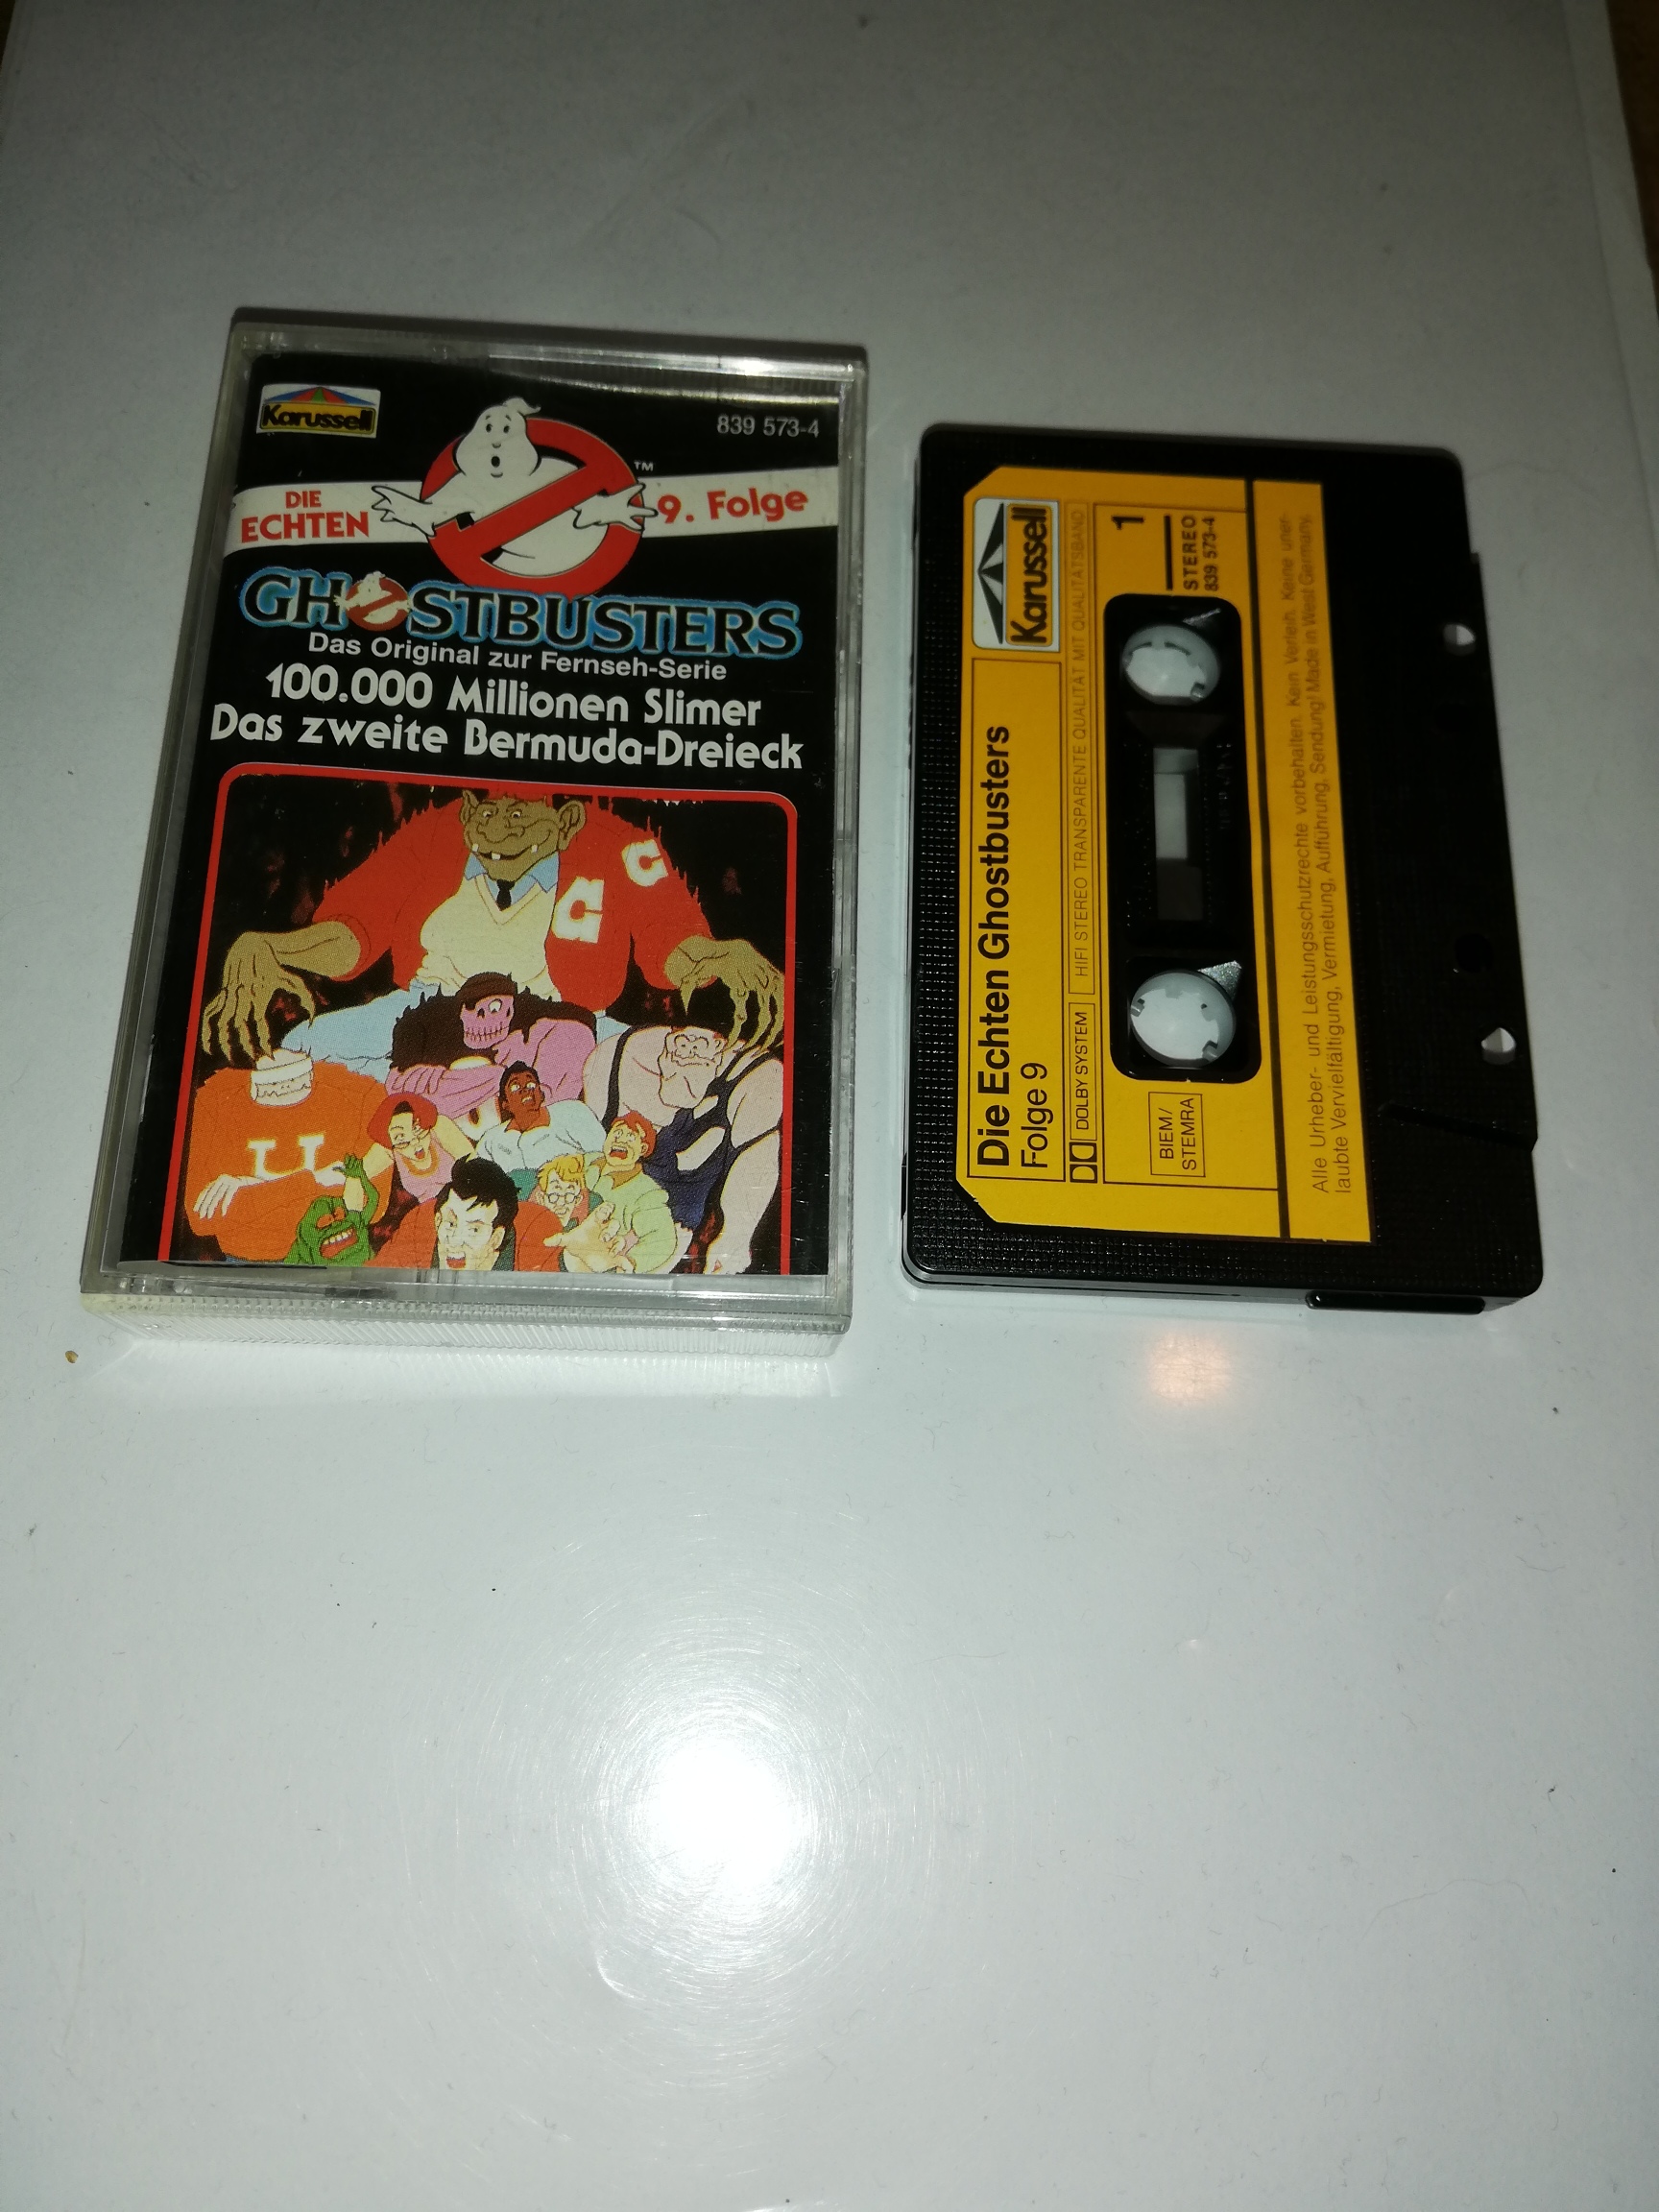 Karussell
839 573-4
TM
DIE
ECHTEN
9. Folge
GHOSTBUSTERS
Das Original zur Fernseh-Serie
100.000 Millionen Slimer
Das zweite Bermuda-Dreieck
C C
U
Karussell
Die Echten Ghostbusters
Folge 9
DOLBY SYSTEM
HIFI STEREO TRANSPARENTE QUALITÄT MIT QUALITÄTSBAND
1
STEREO
839 573-4
BIEM/
STEMRA
Alle Urheber- und Leistungsschutzrechte vorbehalten. Kein Verleih. Keine uner-
laubte Vervielfältigung, Vermietung, Aufführung, Sendung! Made in West Germany.